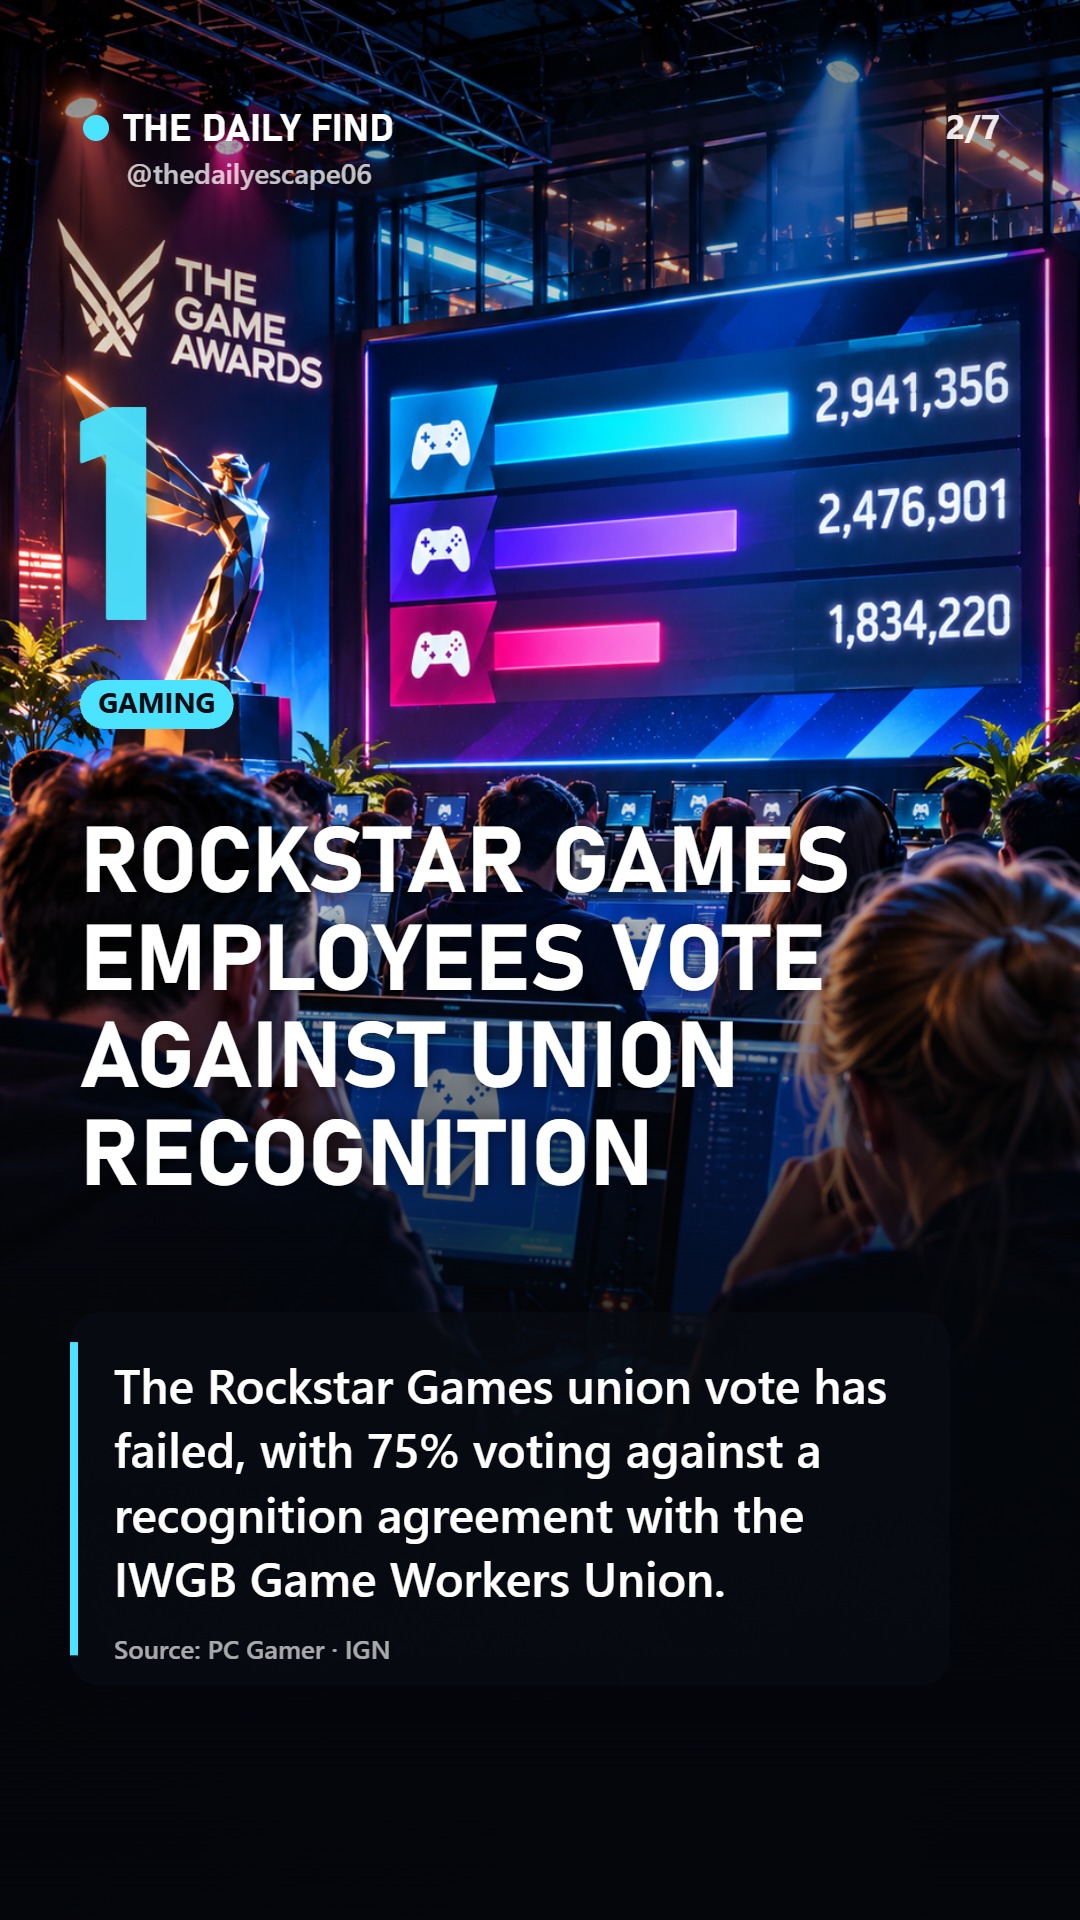 THE DAILY FIND
2/7
@thedailyescape06
THE
GAME
AWARDS
2,941,356
2,476,901
1,834,220
1
GAMING
ROCKSTAR GAMES
EMPLOYEES VOTE
AGAINST UNION
RECOGNITION
The Rockstar Games union vote has
failed, with 75% voting against a
recognition agreement with the
IWGB Game Workers Union.
Source: PC Gamer · IGN